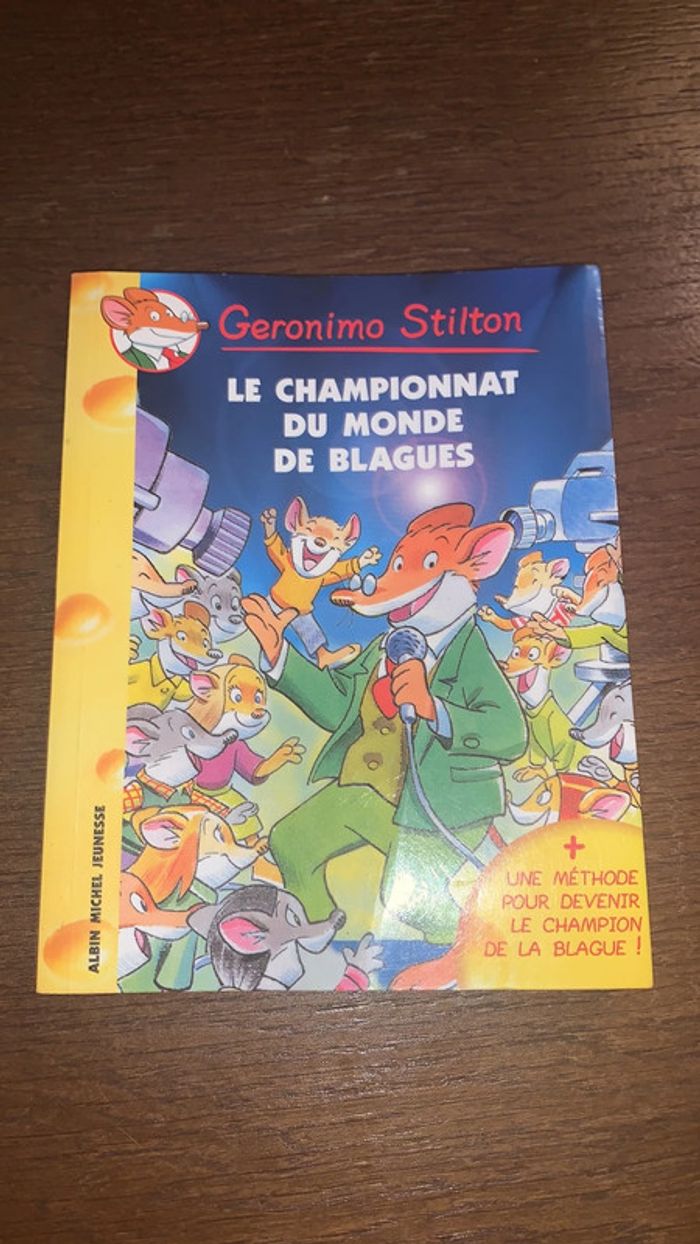 Geronimo Stilton
LE CHAMPIONNAT
DU MONDE
DE BLAGUES
+
UNE MÉTHODE
POUR DEVENIR
LE CHAMPION
DE LA BLAGUE !
ALBIN MICHEL JEUNESSE